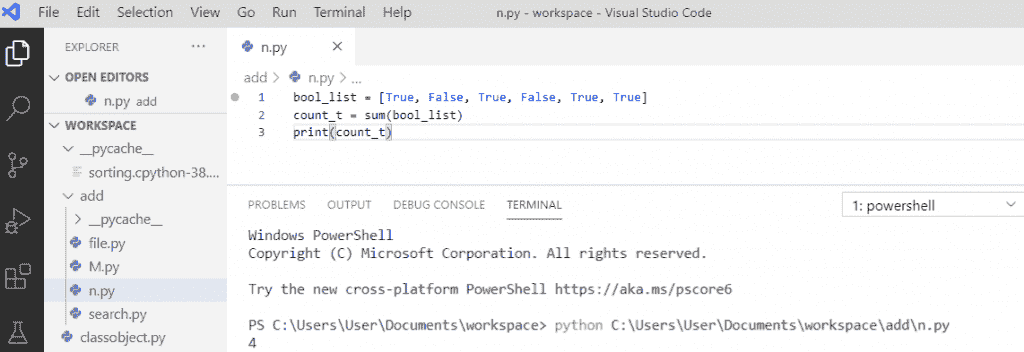 File Edit Selection View Go Run Terminal Help n.py - workspace - Visual Studio Code
EXPLORER ...
OPEN EDITORS
n.py add
WORKSPACE
__pycache__
sorting.cpython-38....
add
__pycache__
file.py
M.py
n.py
search.py
classobject.py
n.py
add > n.py > ...
1 bool_list = [True, False, True, False, True, True]
2 count_t = sum(bool_list)
3 print(count_t)
PROBLEMS OUTPUT DEBUG CONSOLE TERMINAL 1: powershell
Windows PowerShell
Copyright (C) Microsoft Corporation. All rights reserved.
Try the new cross-platform PowerShell https://aka.ms/pscore6
PS C:\Users\User\Documents\workspace> python C:\Users\User\Documents\workspace\add\n.py
4